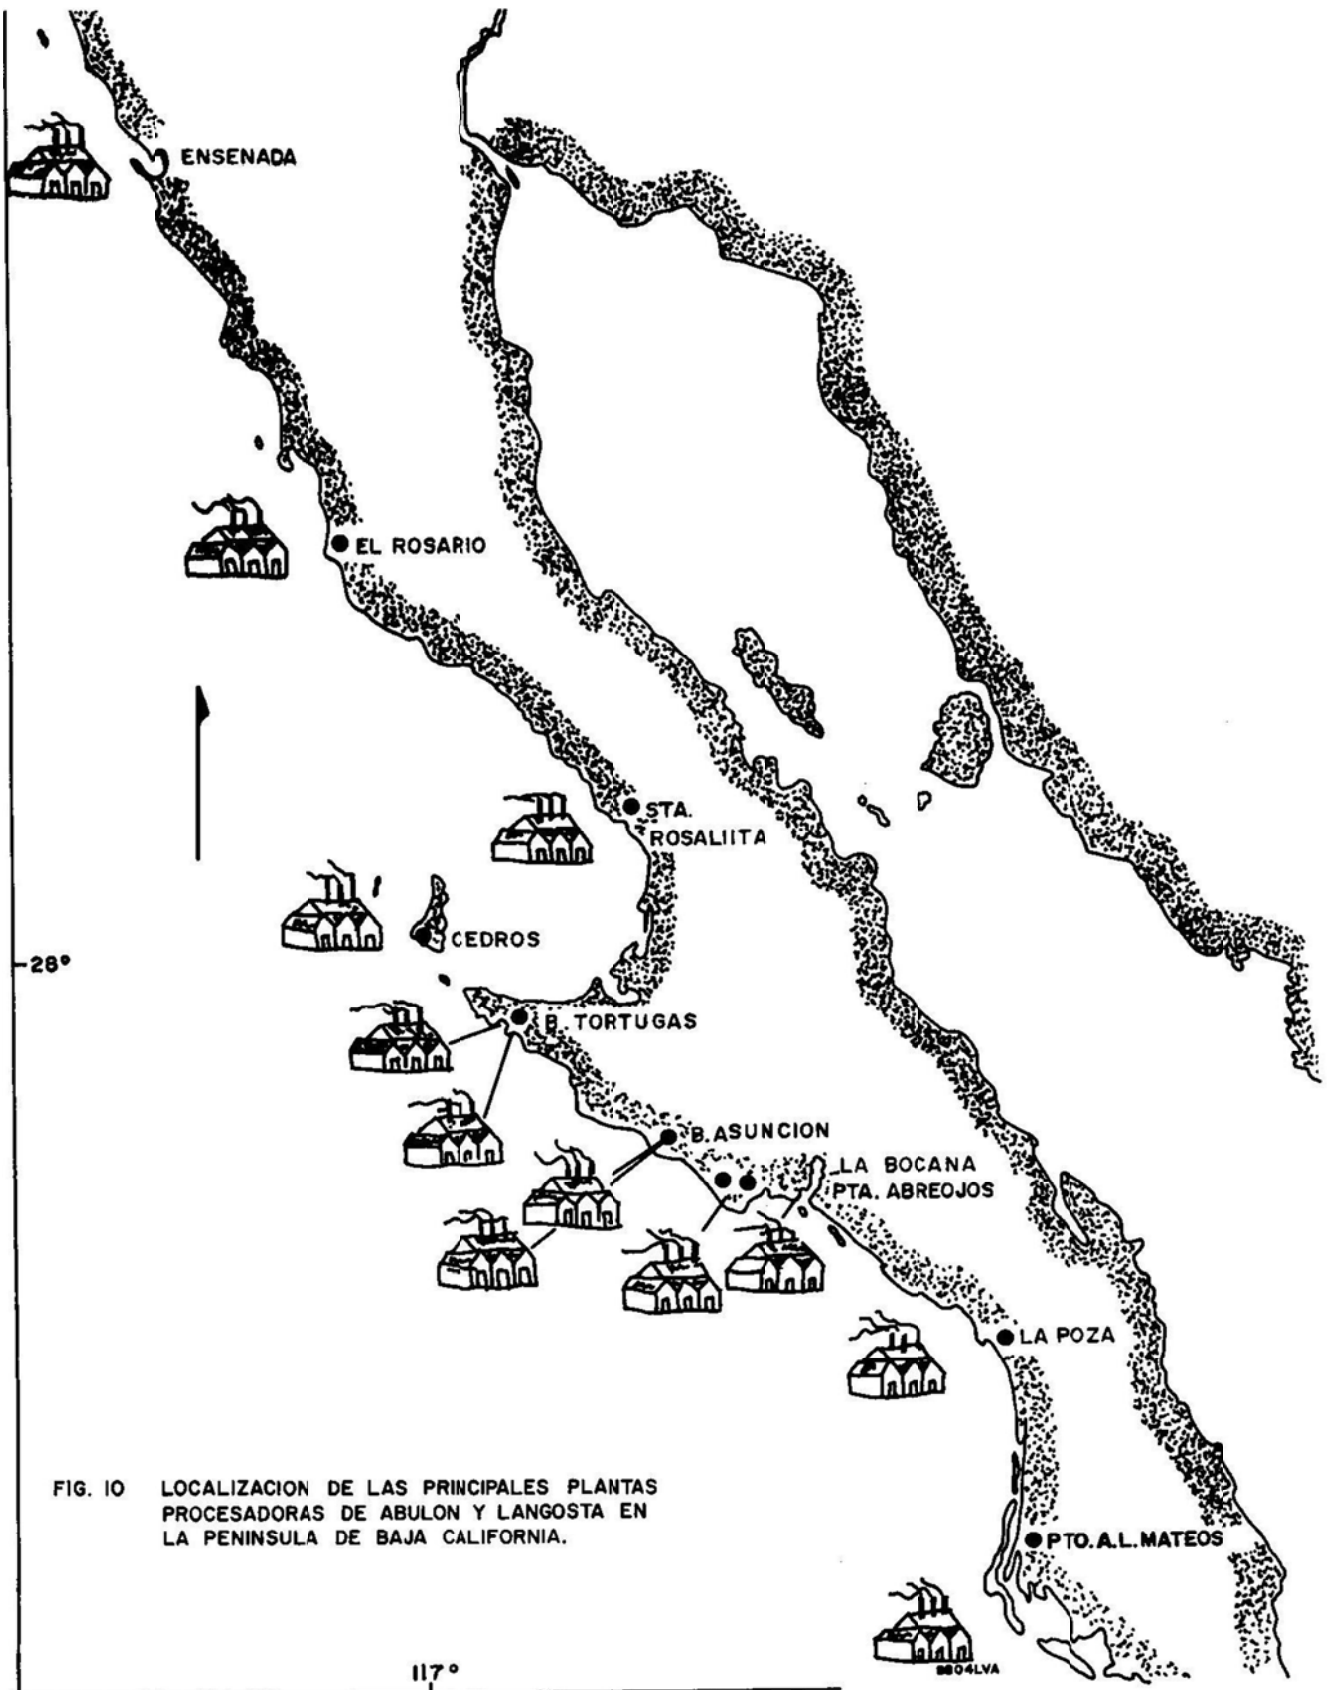 ENSENADA
EL ROSARIO
STA.
ROSALIITA
CEDROS
28°
B. TORTUGAS
B. ASUNCION
LA BOCANA
PTA. ABREOJOS
LA POZA
FIG. 10 LOCALIZACION DE LAS PRINCIPALES PLANTAS
PROCESADORAS DE ABULON Y LANGOSTA EN
LA PENINSULA DE BAJA CALIFORNIA.
PTO. A.L. MATEOS
117°